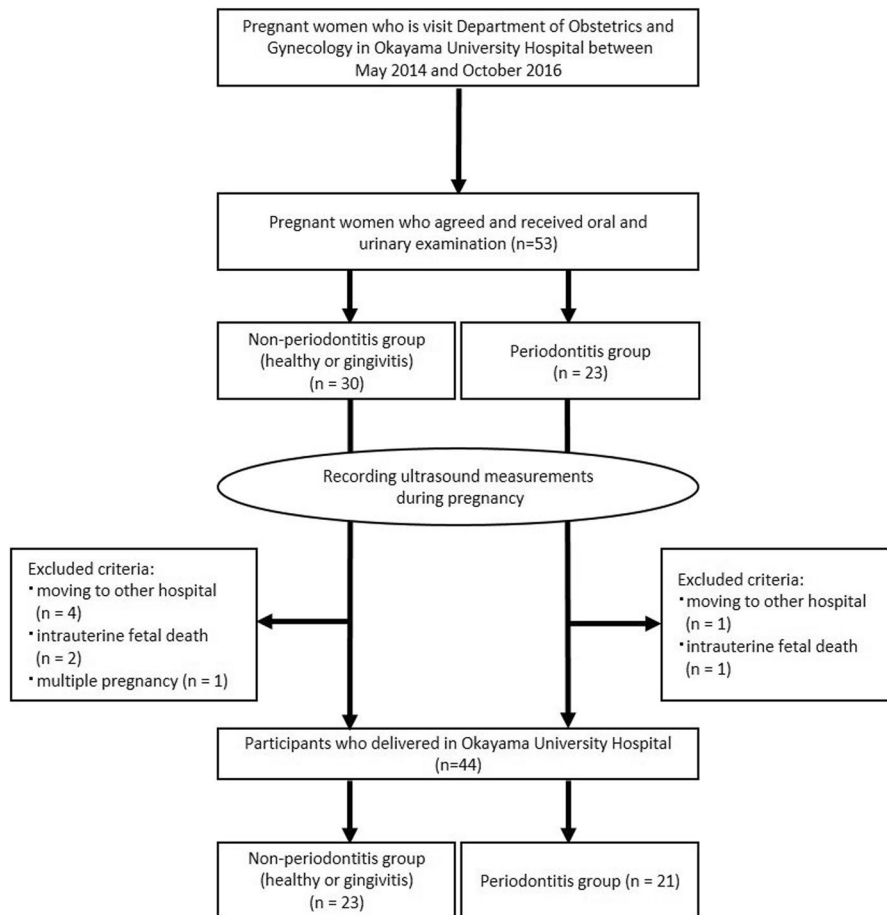 Pregnant women who is visit Department of Obstetrics and
Gynecology in Okayama University Hospital between
May 2014 and October 2016
Pregnant women who agreed and received oral and
urinary examination (n=53)
Non-periodontitis group
(healthy or gingivitis)
(n = 30)
Periodontitis group
(n = 23)
Recording ultrasound measurements
during pregnancy
Excluded criteria:
・moving to other hospital
(n = 4)
・intrauterine fetal death
(n = 2)
・multiple pregnancy (n = 1)
Excluded criteria:
・moving to other hospital
(n = 1)
・intrauterine fetal death
(n = 1)
Participants who delivered in Okayama University Hospital
(n=44)
Non-periodontitis group
(healthy or gingivitis)
(n = 23)
Periodontitis group (n = 21)